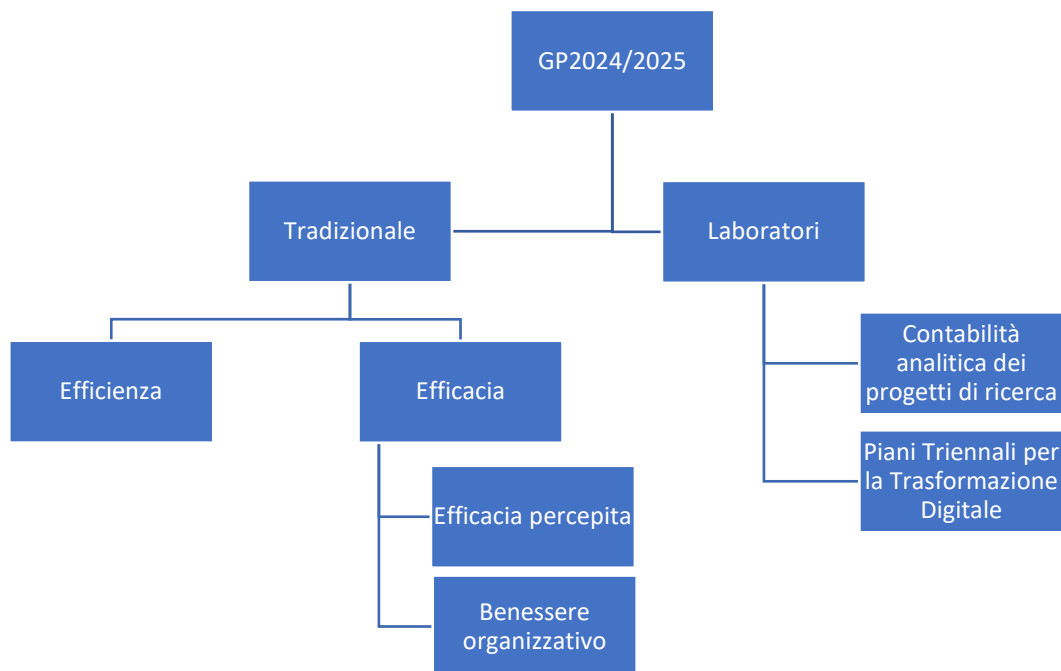 GP2024/2025
Tradizionale
Laboratori
Efficienza
Efficacia
Contabilità
analitica dei
progetti di ricerca
Piani Triennali per
la Trasformazione
Digitale
Efficacia percepita
Benessere
organizzativo